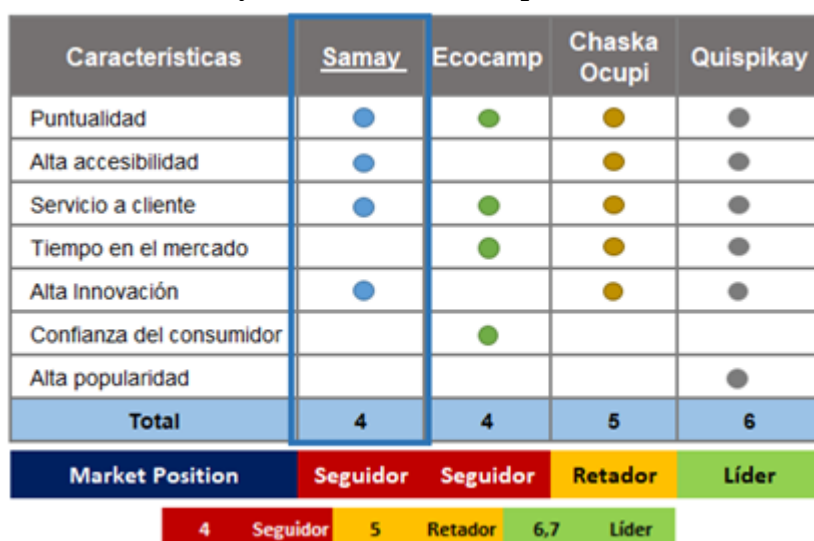 Características Samay Ecocamp Chaska Ocupi Quispikay
Puntualidad
Alta accesibilidad
Servicio a cliente
Tiempo en el mercado
Alta Innovación
Confianza del consumidor
Alta popularidad
Total 4 4 5 6
Market Position Seguidor Seguidor Retador Líder
4 Seguidor 5 Retador 6,7 Líder